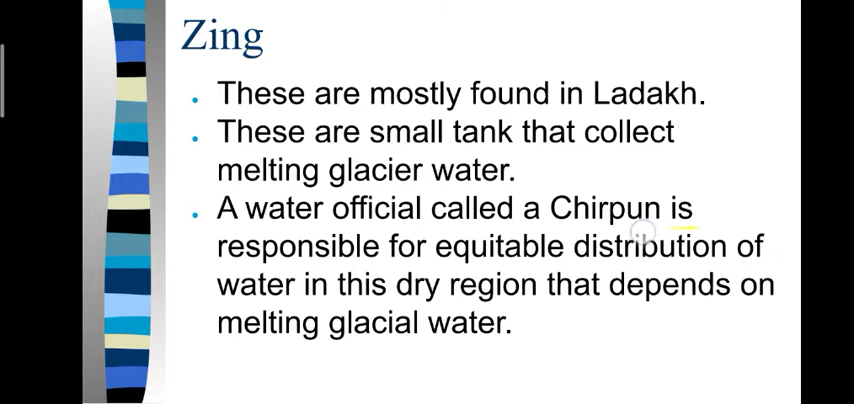 Zing
• These are mostly found in Ladakh.
• These are small tank that collect
melting glacier water.
• A water official called a Chirpun is
responsible for equitable distribution of
water in this dry region that depends on
melting glacial water.